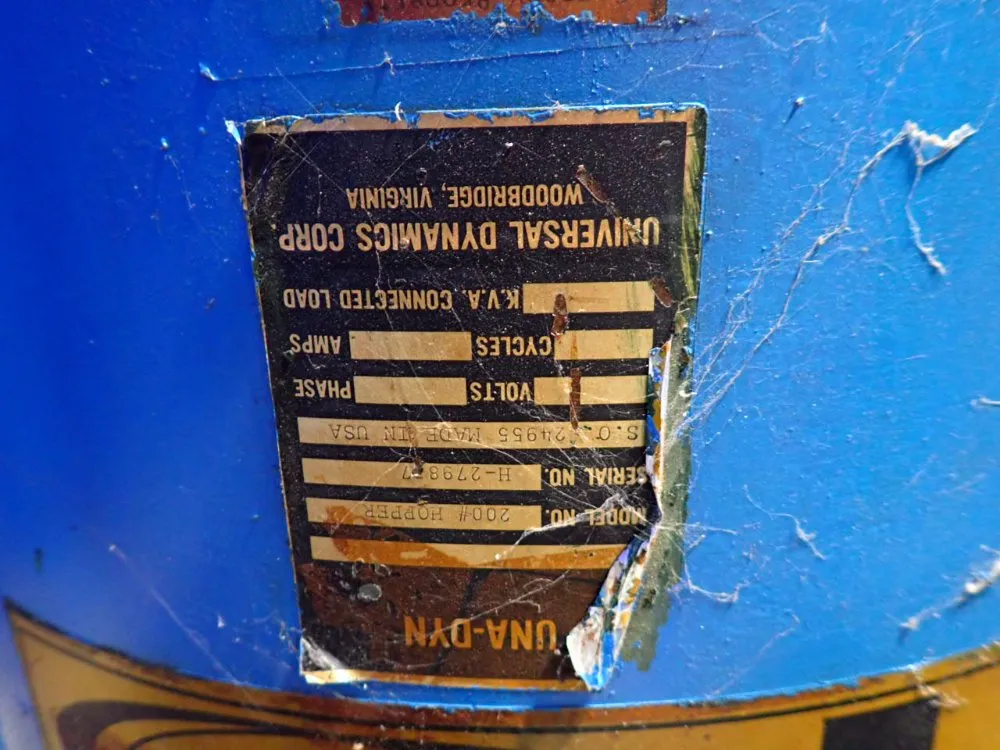 UNA-DYN
MODEL NO. 200# HOPPER
SERIAL NO.
S.O. 24955 MADE IN USA
VOLTS PHASE
CYCLES AMPS
K.V.A. CONNECTED LOAD
UNIVERSAL DYNAMICS CORP
WOODBRIDGE, VIRGINIA